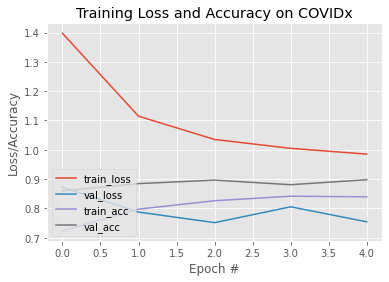 Training Loss and Accuracy on COVIDx
Loss/Accuracy
1.4
1.3
1.2
1.1
1.0
0.9
0.8
0.7
train_loss
val_loss
train_acc
val_acc
0.0 0.5 1.0 1.5 2.0 2.5 3.0 3.5 4.0
Epoch #